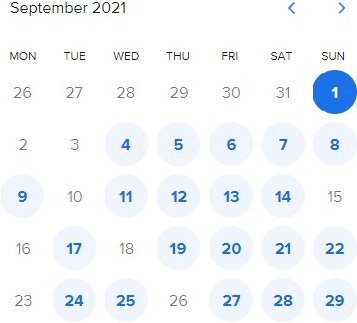 September 2021
MON TUE WED THU FRI SAT SUN
26 27 28 29 30 31 1
2 3 4 5 6 7 8
9 10 11 12 13 14 15
16 17 18 19 20 21 22
23 24 25 26 27 28 29